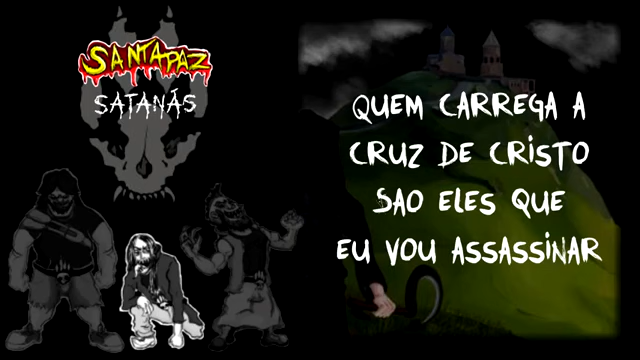 SANTAPAZ
SATANÁS
QUEM CARREGA A
CRUZ DE CRISTO
SAO ELES QUE
EU VOU ASSASSINAR